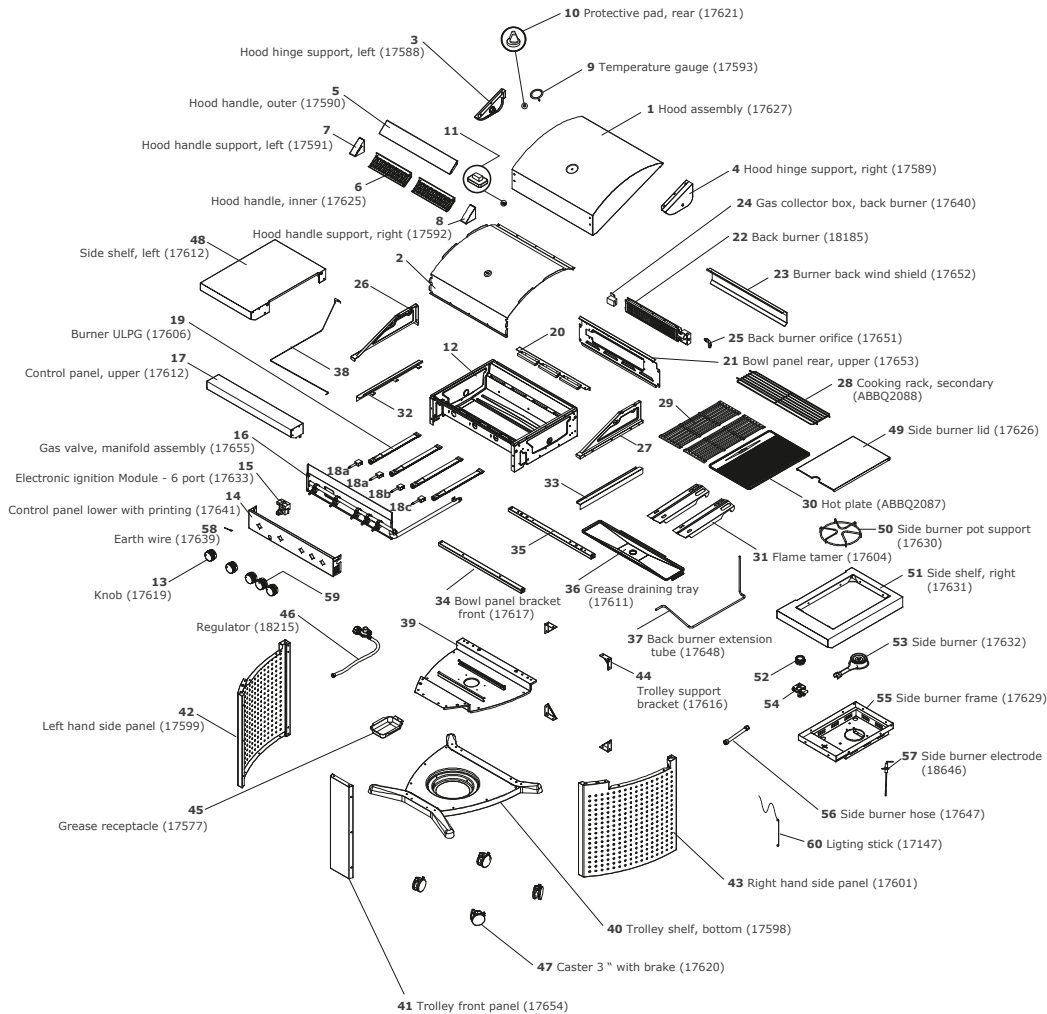 10 Protective pad, rear (17621)
3
Hood hinge support, left (17588)
9 Temperature gauge (17593)
5
Hood handle, outer (17590)
1 Hood assembly (17627)
7
Hood handle support, left (17591)
11
4 Hood hinge support, right (17589)
6
Hood handle, inner (17625)
24 Gas collector box, back burner (17640)
8
Hood handle support, right (17592)
22 Back burner (18185)
48
Side shelf, left (17612)
2
23 Burner back wind shield (17652)
26
19
Burner ULPG (17606)
20
25 Back burner orifice (17651)
12
17
Control panel, upper (17612)
38
21 Bowl panel rear, upper (17653)
28 Cooking rack, secondary
(ABBQ2088)
32
29
27
49 Side burner lid (17626)
16
Gas valve, manifold assembly (17655)
18a
18a
18b
18c
33
15
Electronic ignition Module - 6 port (17633)
14
Control panel lower with printing (17641)
30 Hot plate (ABBQ2087)
58
Earth wire (17639)
50 Side burner pot support
(17630)
35
31 Flame tamer (17604)
13
Knob (17619)
59
36 Grease draining tray
(17611)
51 Side shelf, right
(17631)
34 Bowl panel bracket
front (17617)
46
Regulator (18215)
39
37 Back burner extension
tube (17648)
53 Side burner (17632)
52
44
Trolley support
bracket (17616)
54
55 Side burner frame (17629)
42
Left hand side panel (17599)
57 Side burner electrode
(18646)
45
Grease receptacle (17577)
56 Side burner hose (17647)
60 Ligting stick (17147)
43 Right hand side panel (17601)
40 Trolley shelf, bottom (17598)
47 Caster 3 “ with brake (17620)
41 Trolley front panel (17654)